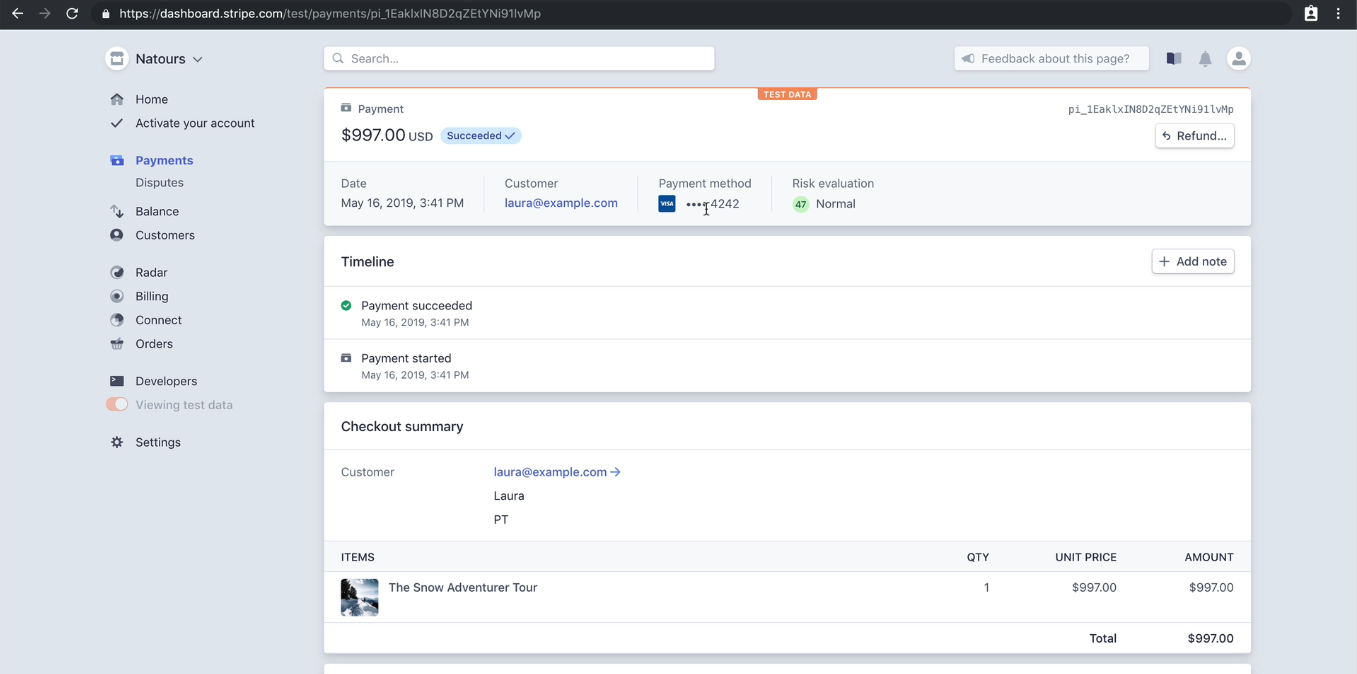 https://dashboard.stripe.com/test/payments/pi_1EaklxIN8D2qZEtYNi91lvMp
Natours
Search...
Feedback about this page?
Home
Activate your account
Payments
Disputes
Balance
Customers
Radar
Billing
Connect
Orders
Developers
Viewing test data
Settings
TEST DATA
Payment
pi_1EaklxIN8D2qZEtYNi91lvMp
$997.00 USD Succeeded
Refund...
Date Customer Payment method Risk evaluation
May 16, 2019, 3:41 PM laura@example.com VISA ••••4242 47 Normal
Timeline
Add note
Payment succeeded
May 16, 2019, 3:41 PM
Payment started
May 16, 2019, 3:41 PM
Checkout summary
Customer laura@example.com
Laura
PT
ITEMS QTY UNIT PRICE AMOUNT
The Snow Adventurer Tour 1 $997.00 $997.00
Total $997.00